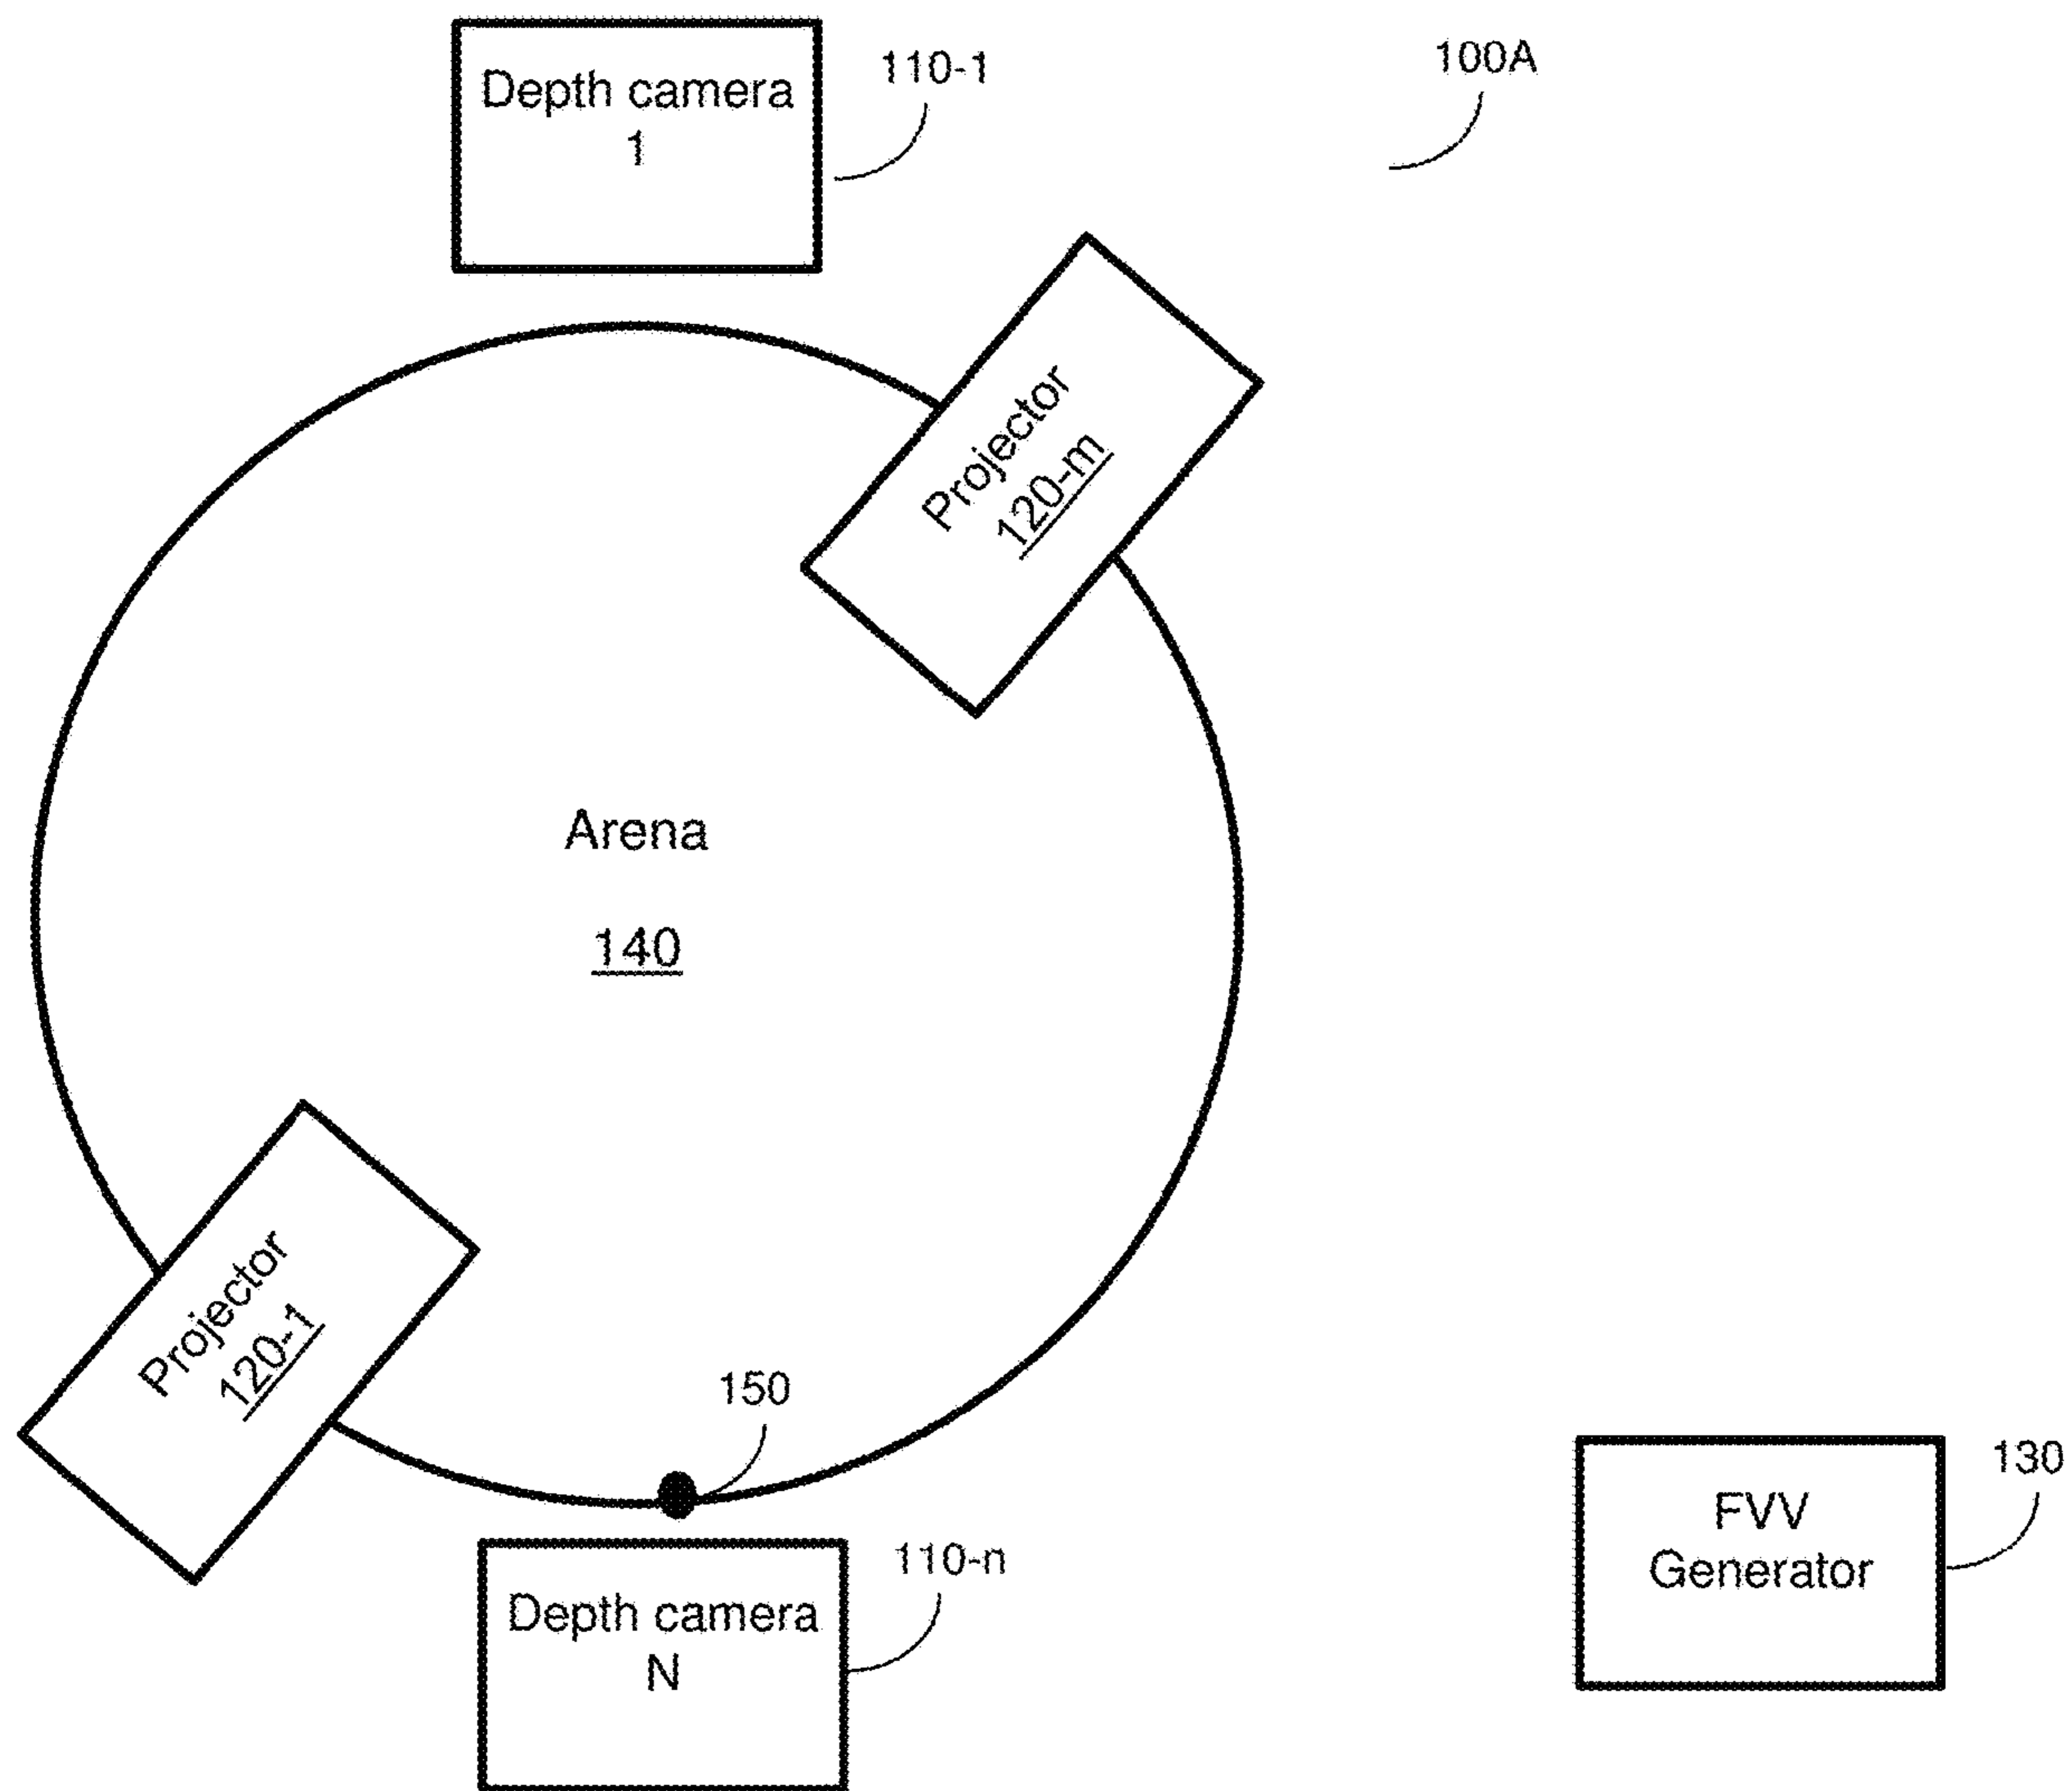 Depth camera
1
110-1
100A
Projector
120-m
Arena
140
Projector
120-1
150
Depth camera
N
110-n
FVV
Generator
130